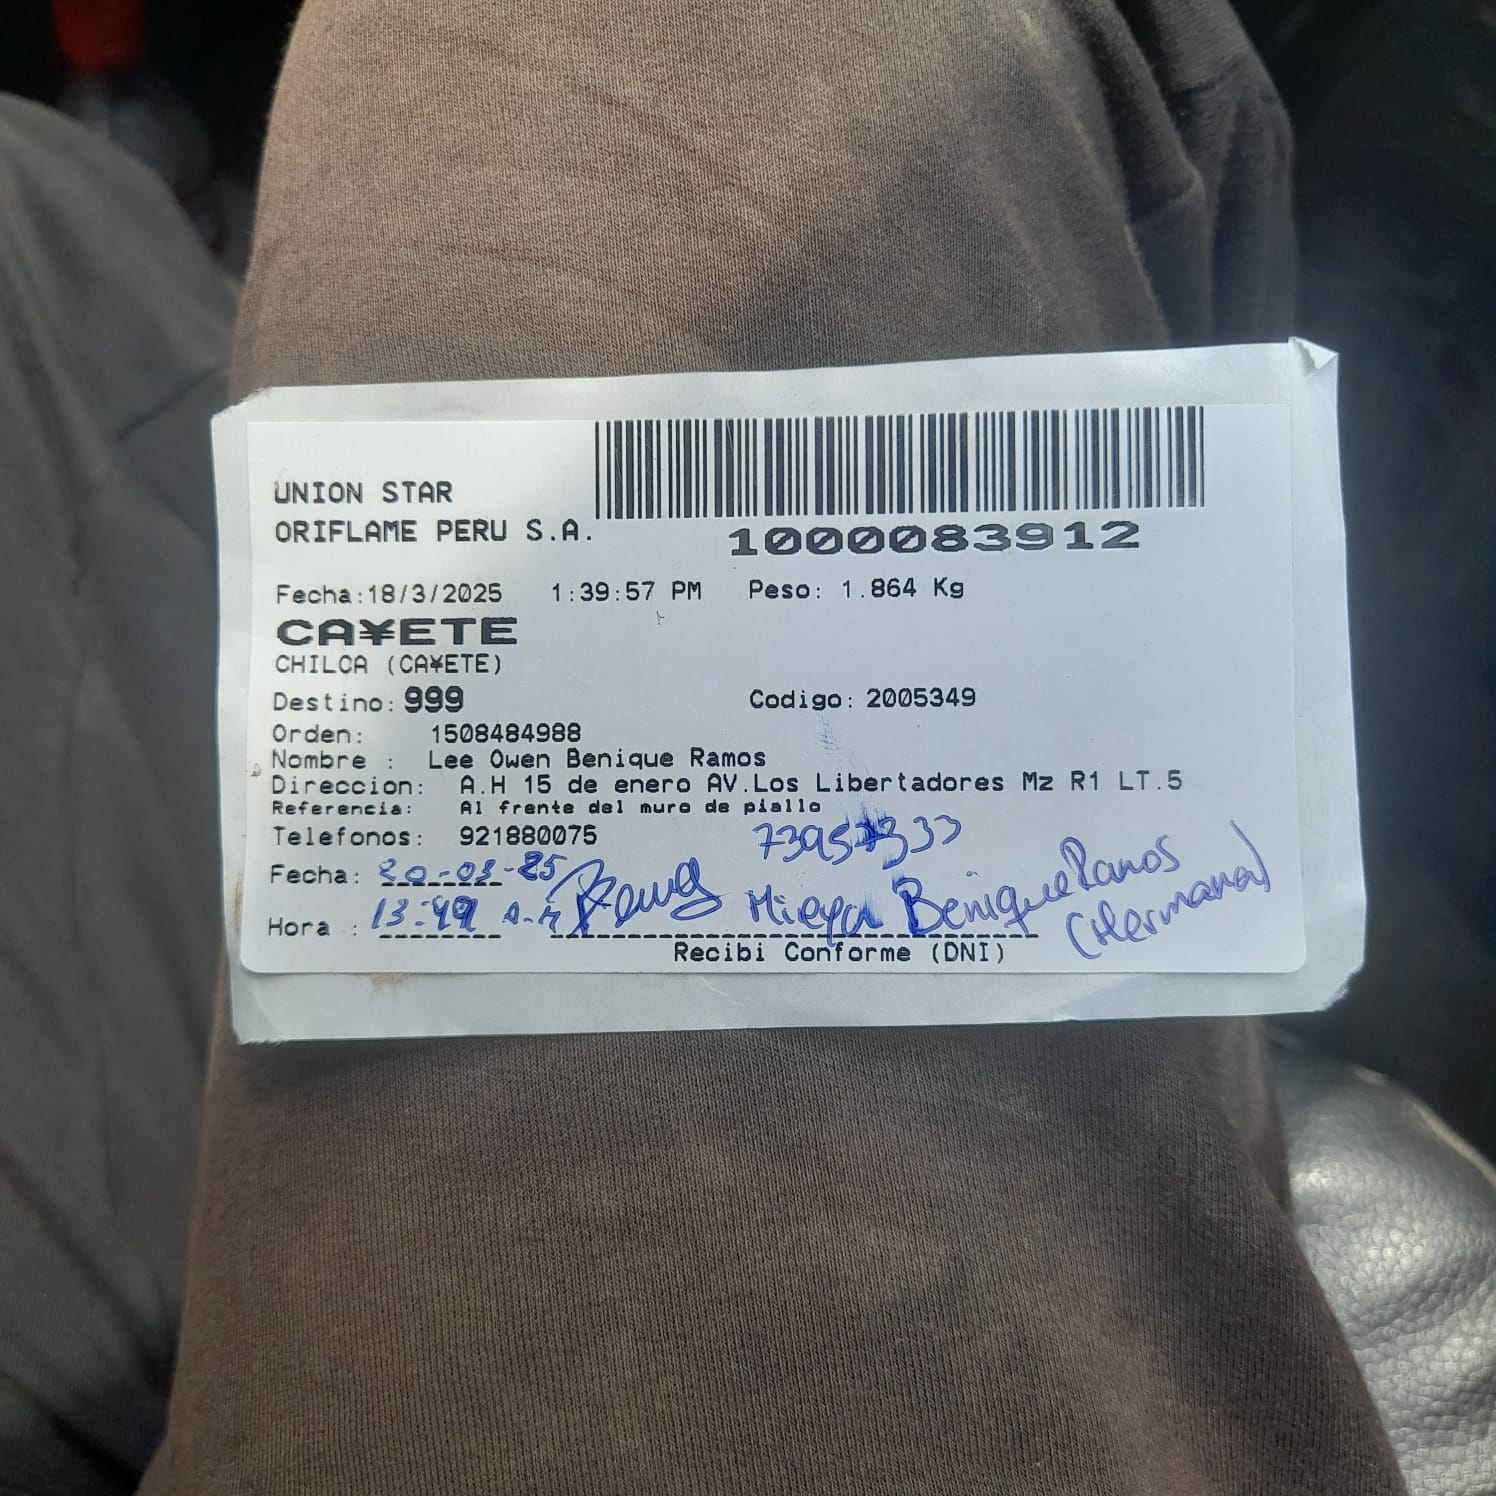 UNION STAR
ORIFLAME PERU S.A.
1000083912
Fecha:18/3/2025 1:39:57 PM Peso: 1.864 Kg
CA¥ETE
CHILCA (CA¥ETE)
Destino: 999 Codigo: 2005349
Orden: 1508484988
Nombre : Lee Owen Benique Ramos
Direccion: A.H 15 de enero AV.Los Libertadores Mz R1 LT.5
Referencia: Al frente del muro de piallo
Telefonos: 921880075
Fecha: 20-03-25
Hora : 13:49 Mireya Benique Ramos
(Hermana)
Recibi Conforme (DNI)